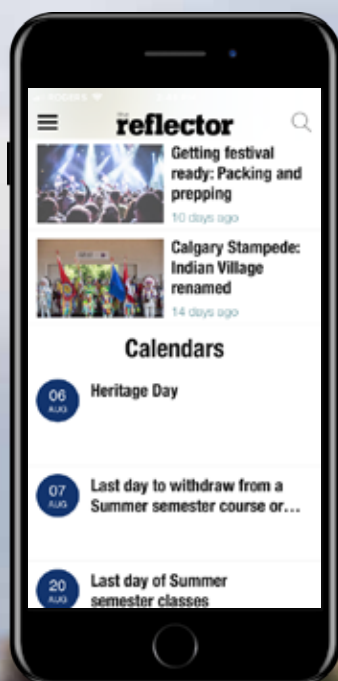 the
reflector
Getting festival
ready: Packing and
prepping
10 days ago
Calgary Stampede:
Indian Village
renamed
14 days ago
Calendars
06
AUG
Heritage Day
07
AUG
Last day to withdraw from a
Summer semester course or...
20
AUG
Last day of Summer
semester classes